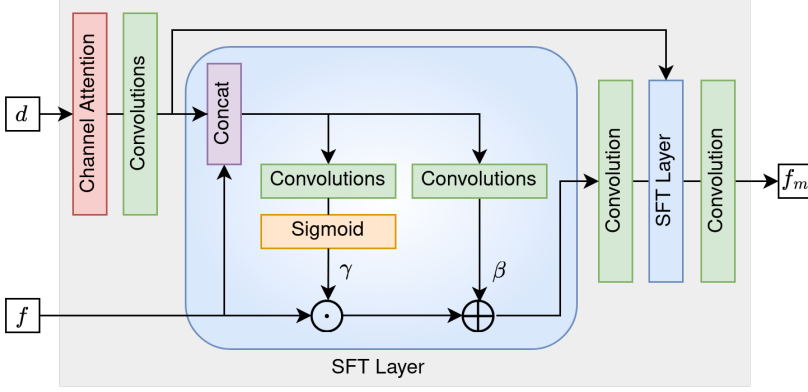 d
Channel Attention
Convolutions
Concat
Convolutions
Convolutions
Sigmoid
γ
β
f
SFT Layer
Convolution
SFT Layer
Convolution
f_m